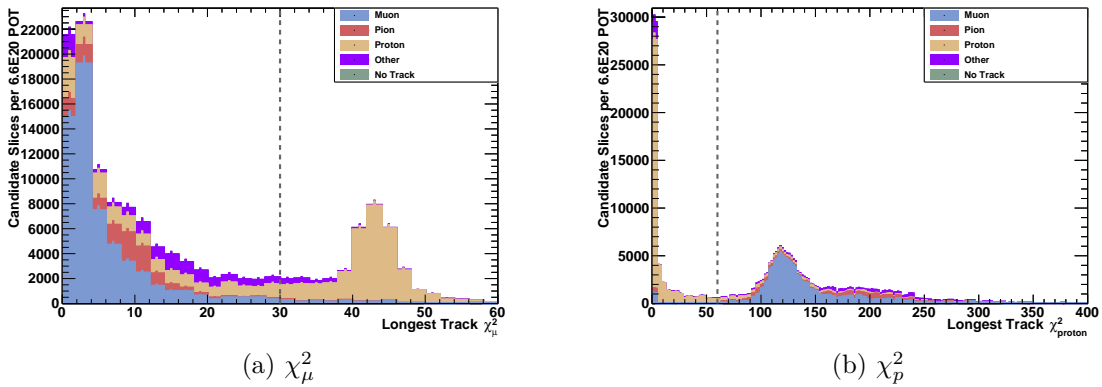 Candidate Slices per 6.6E20 POT
22000
20000
18000
16000
14000
12000
10000
8000
6000
4000
2000
0
0 10 20 30 40 50 60
Longest Track χ²μ
Muon
Pion
Proton
Other
No Track
(a) χ²μ
Candidate Slices per 6.6E20 POT
30000
25000
20000
15000
10000
5000
0
0 50 100 150 200 250 300 350 400
Longest Track χ²proton
Muon
Pion
Proton
Other
No Track
(b) χ²p